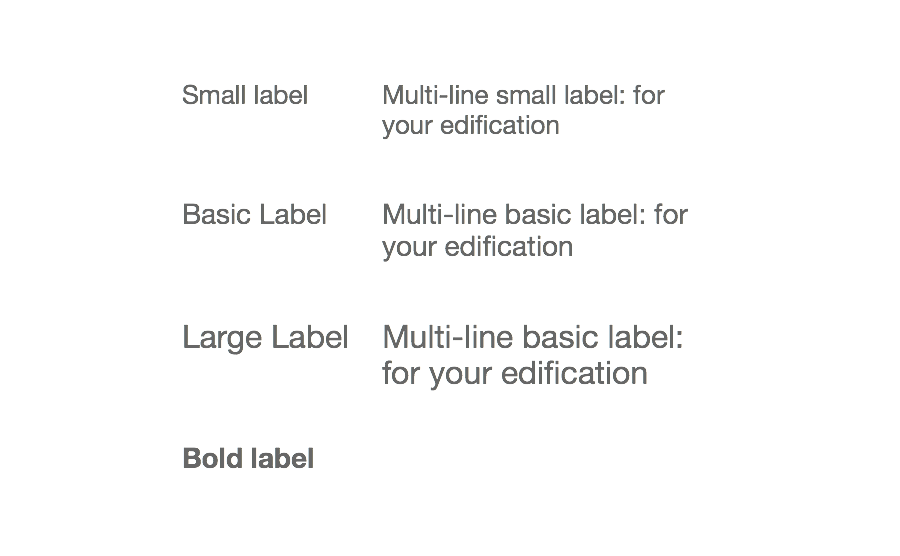 Small label
Multi-line small label: for
your edification
Basic Label
Multi-line basic label: for
your edification
Large Label
Multi-line basic label:
for your edification
Bold label